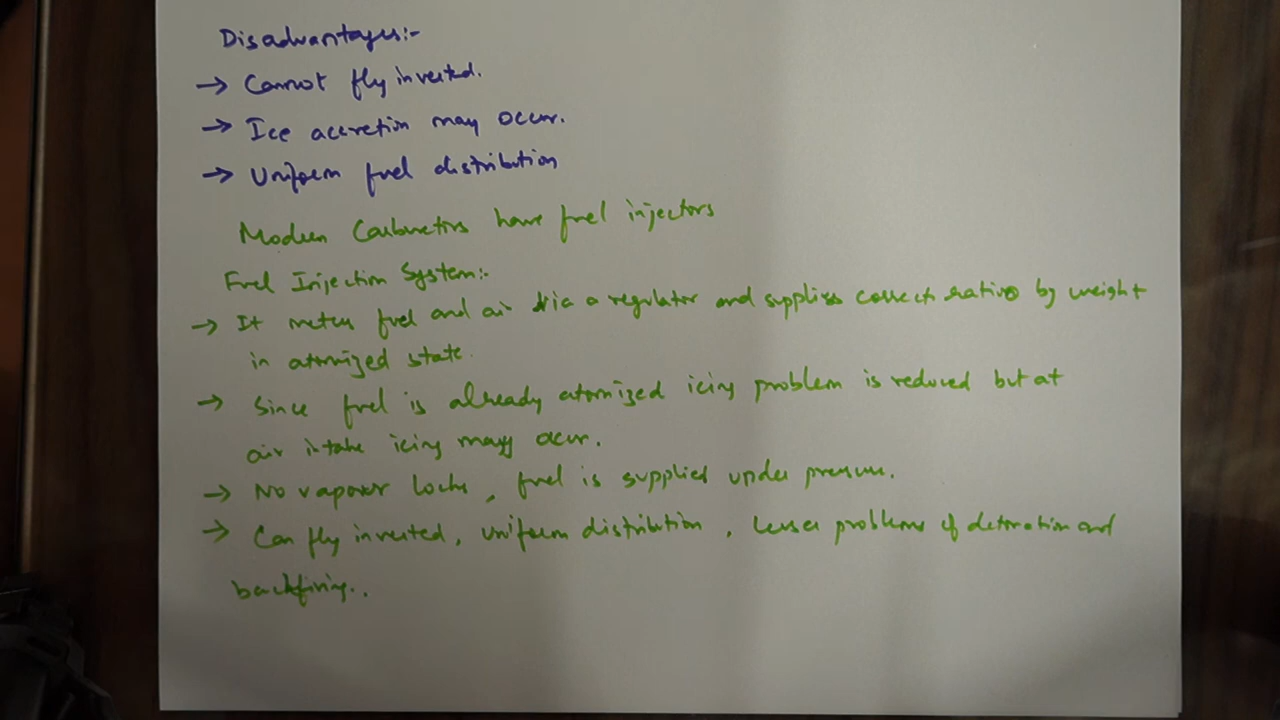 Disadvantages:-
→ Cannot fly inverted.
→ Ice accretion may occur.
→ Uniform fuel distribution
Modern Carburetors have fuel injectors
Fuel Injection System:-
→ It meters fuel and air via a regulator and supplies correct ratios by weight
in atomized state.
→ Since fuel is already atomized icing problem is reduced but at
air intake icing mayy occur.
→ No vapour locks, fuel is supplied under pressure.
→ Can fly inverted, uniform distribution, lesser problems of detonation and
backfiring..